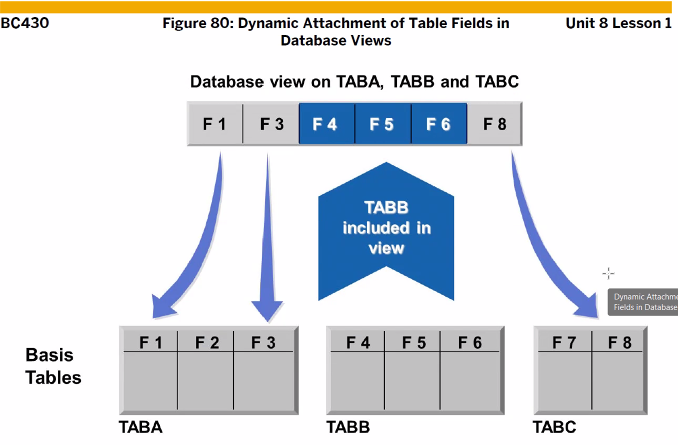 BC430
Figure 80: Dynamic Attachment of Table Fields in
Database Views
Unit 8 Lesson 1
Database view on TABA, TABB and TABC
F 1 F 3 F 4 F 5 F 6 F 8
TABB
included in
view
Dynamic Attachme
Fields in Database
Basis
Tables
F 1 F 2 F 3
F 4 F 5 F 6
F 7 F 8
TABA
TABB
TABC